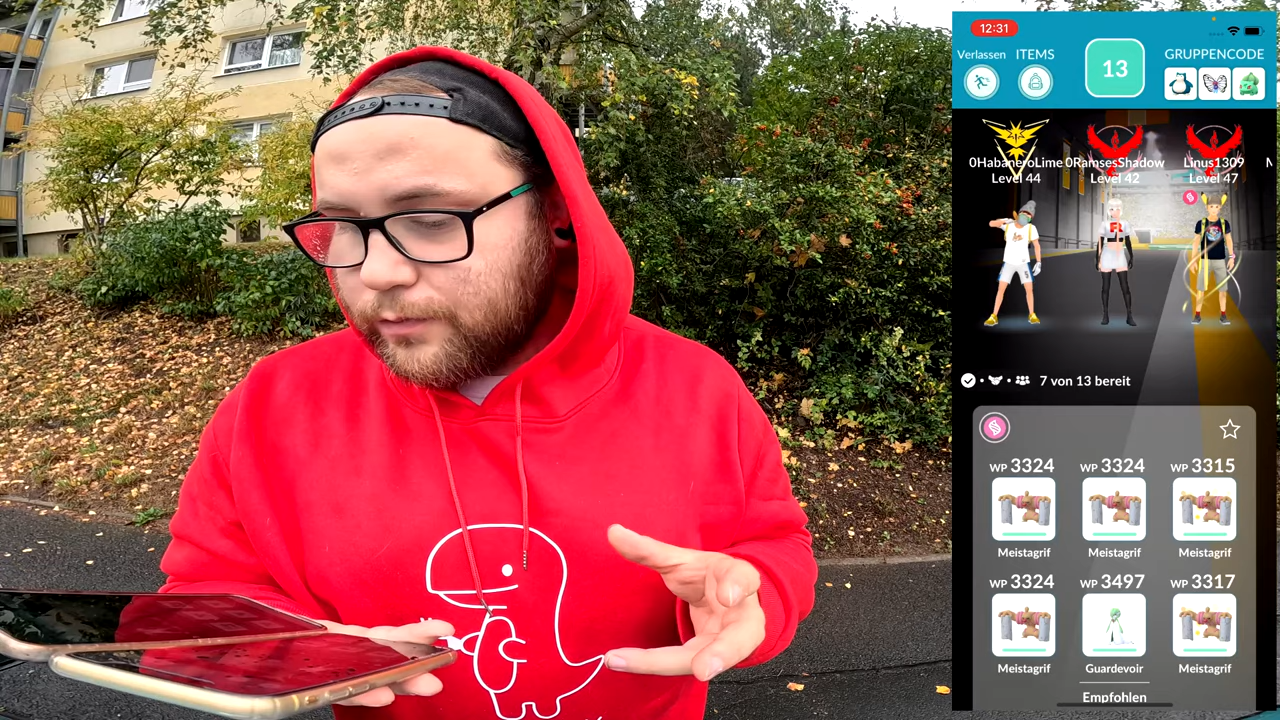 12:31
Verlassen
ITEMS
13
GRUPPENCODE
0HabaneroLime
Level 44
0RamsesShadow
Level 42
Linus1309
Level 47
7 von 13 bereit
WP 3324
WP 3324
WP 3315
Meistagrif
Meistagrif
Meistagrif
WP 3324
WP 3497
WP 3317
Meistagrif
Guardevoir
Meistagrif
Empfohlen